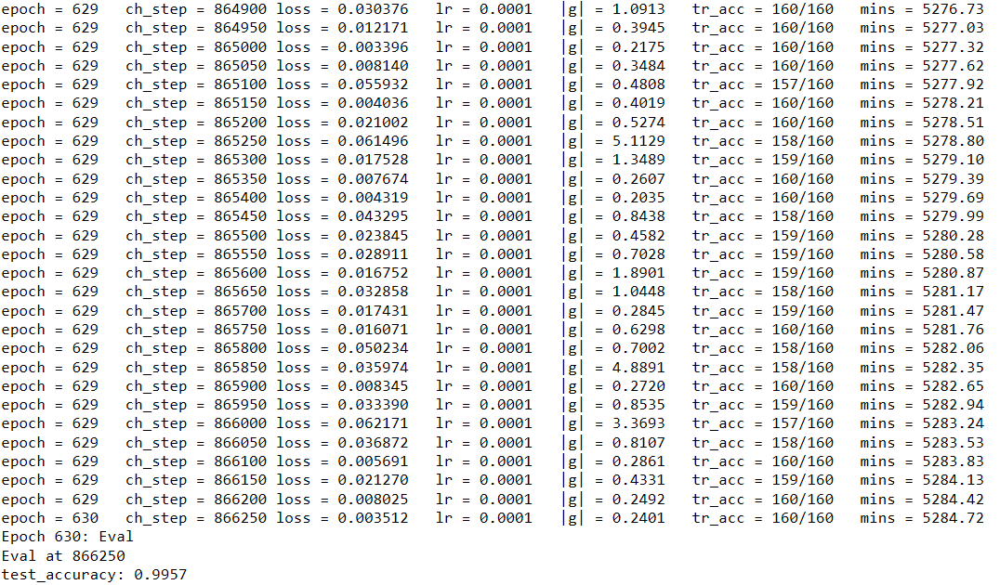 epoch = 629   ch_step = 864900 loss = 0.030376   lr = 0.0001   |g| = 1.0913   tr_acc = 160/160   mins = 5276.73
epoch = 629   ch_step = 864950 loss = 0.012171   lr = 0.0001   |g| = 0.3945   tr_acc = 160/160   mins = 5277.03
epoch = 629   ch_step = 865000 loss = 0.003396   lr = 0.0001   |g| = 0.2175   tr_acc = 160/160   mins = 5277.32
epoch = 629   ch_step = 865050 loss = 0.008140   lr = 0.0001   |g| = 0.3484   tr_acc = 160/160   mins = 5277.62
epoch = 629   ch_step = 865100 loss = 0.055932   lr = 0.0001   |g| = 0.4808   tr_acc = 157/160   mins = 5277.92
epoch = 629   ch_step = 865150 loss = 0.004036   lr = 0.0001   |g| = 0.4019   tr_acc = 160/160   mins = 5278.21
epoch = 629   ch_step = 865200 loss = 0.021002   lr = 0.0001   |g| = 0.5274   tr_acc = 160/160   mins = 5278.51
epoch = 629   ch_step = 865250 loss = 0.061496   lr = 0.0001   |g| = 5.1129   tr_acc = 158/160   mins = 5278.80
epoch = 629   ch_step = 865300 loss = 0.017528   lr = 0.0001   |g| = 1.3489   tr_acc = 159/160   mins = 5279.10
epoch = 629   ch_step = 865350 loss = 0.007674   lr = 0.0001   |g| = 0.2607   tr_acc = 160/160   mins = 5279.39
epoch = 629   ch_step = 865400 loss = 0.004319   lr = 0.0001   |g| = 0.2035   tr_acc = 160/160   mins = 5279.69
epoch = 629   ch_step = 865450 loss = 0.043295   lr = 0.0001   |g| = 0.8438   tr_acc = 158/160   mins = 5279.99
epoch = 629   ch_step = 865500 loss = 0.023845   lr = 0.0001   |g| = 0.4582   tr_acc = 159/160   mins = 5280.28
epoch = 629   ch_step = 865550 loss = 0.028911   lr = 0.0001   |g| = 0.7028   tr_acc = 159/160   mins = 5280.58
epoch = 629   ch_step = 865600 loss = 0.016752   lr = 0.0001   |g| = 1.8901   tr_acc = 159/160   mins = 5280.87
epoch = 629   ch_step = 865650 loss = 0.032858   lr = 0.0001   |g| = 1.0448   tr_acc = 158/160   mins = 5281.17
epoch = 629   ch_step = 865700 loss = 0.017431   lr = 0.0001   |g| = 0.2845   tr_acc = 159/160   mins = 5281.47
epoch = 629   ch_step = 865750 loss = 0.016071   lr = 0.0001   |g| = 0.6298   tr_acc = 160/160   mins = 5281.76
epoch = 629   ch_step = 865800 loss = 0.050234   lr = 0.0001   |g| = 0.7002   tr_acc = 158/160   mins = 5282.06
epoch = 629   ch_step = 865850 loss = 0.035974   lr = 0.0001   |g| = 4.8891   tr_acc = 158/160   mins = 5282.35
epoch = 629   ch_step = 865900 loss = 0.008345   lr = 0.0001   |g| = 0.2720   tr_acc = 160/160   mins = 5282.65
epoch = 629   ch_step = 865950 loss = 0.033390   lr = 0.0001   |g| = 0.8535   tr_acc = 159/160   mins = 5282.94
epoch = 629   ch_step = 866000 loss = 0.062171   lr = 0.0001   |g| = 3.3693   tr_acc = 157/160   mins = 5283.24
epoch = 629   ch_step = 866050 loss = 0.036872   lr = 0.0001   |g| = 0.8107   tr_acc = 158/160   mins = 5283.53
epoch = 629   ch_step = 866100 loss = 0.005691   lr = 0.0001   |g| = 0.2861   tr_acc = 160/160   mins = 5283.83
epoch = 629   ch_step = 866150 loss = 0.021270   lr = 0.0001   |g| = 0.4331   tr_acc = 159/160   mins = 5284.13
epoch = 629   ch_step = 866200 loss = 0.008025   lr = 0.0001   |g| = 0.2492   tr_acc = 160/160   mins = 5284.42
epoch = 630   ch_step = 866250 loss = 0.003512   lr = 0.0001   |g| = 0.2401   tr_acc = 160/160   mins = 5284.72
Epoch 630: Eval
Eval at 866250
test_accuracy: 0.9957